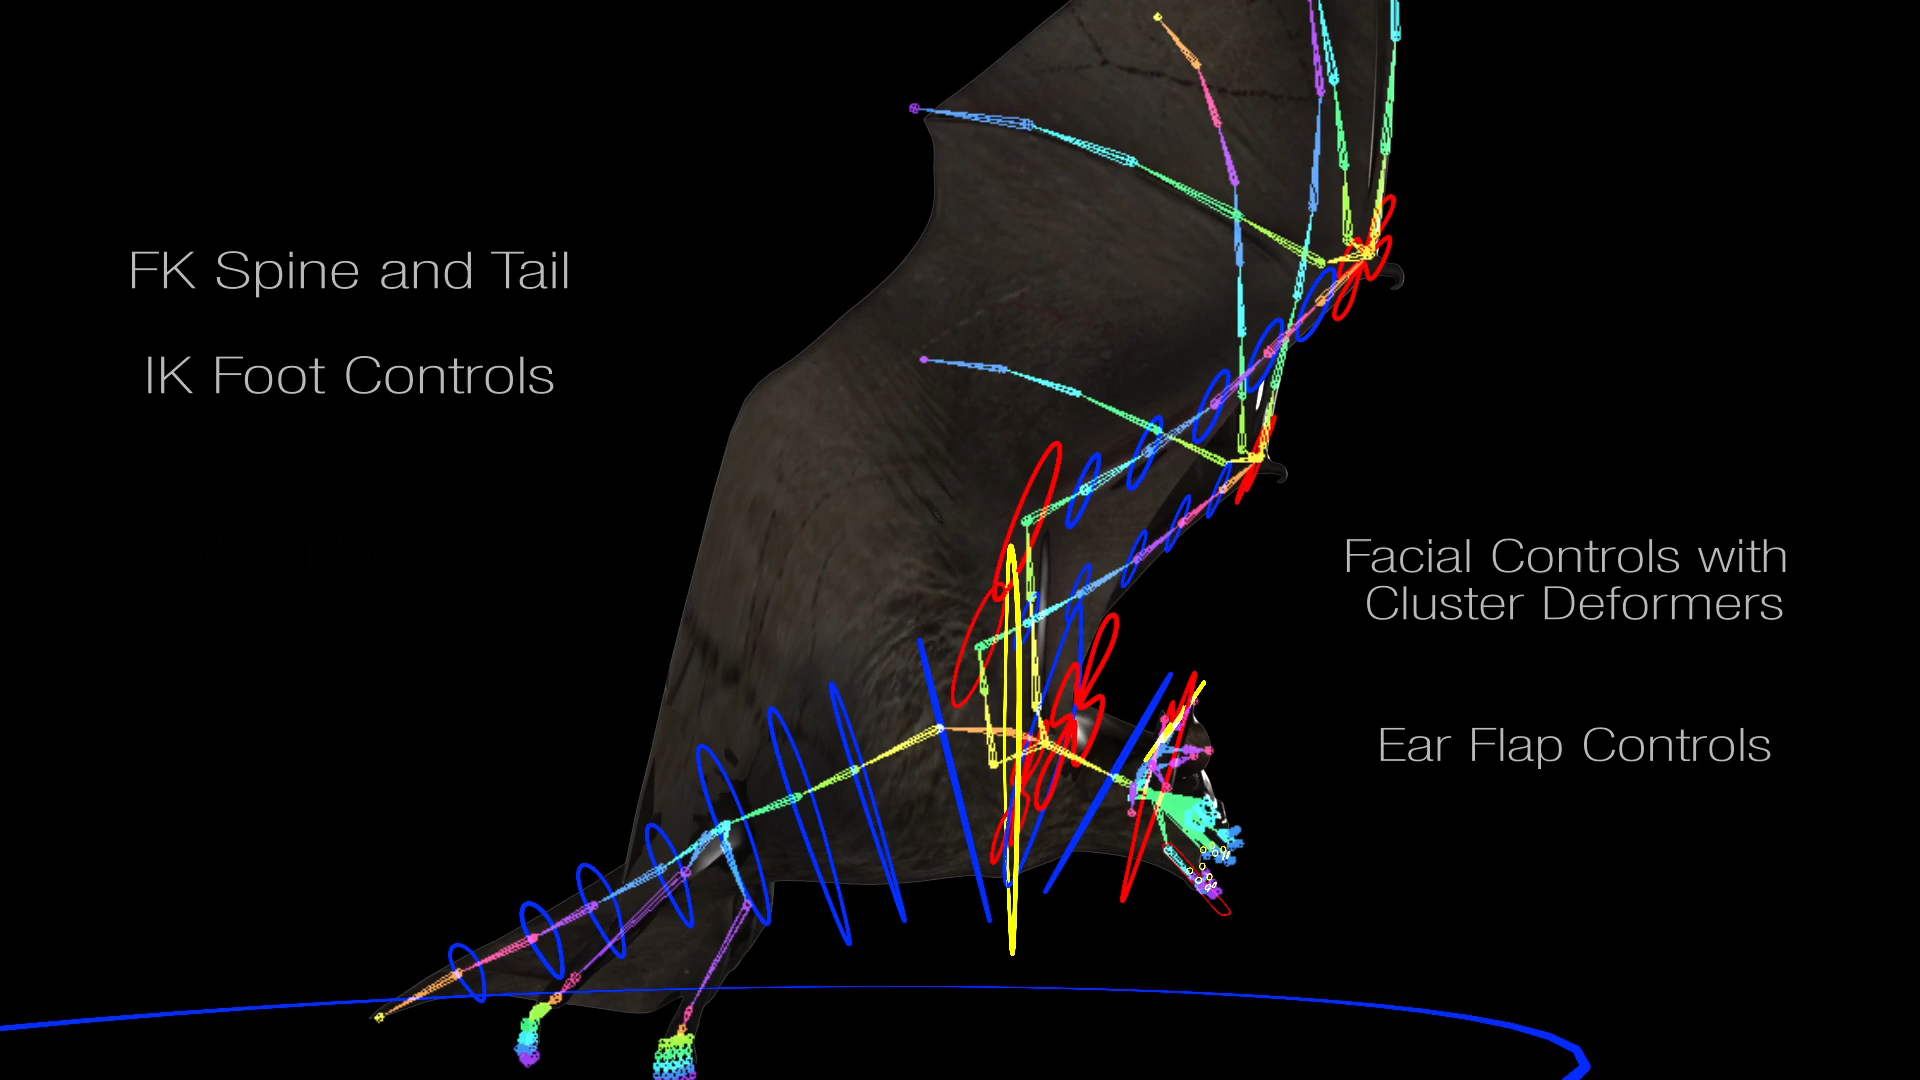 FK Spine and Tail
IK Foot Controls
Facial Controls with
Cluster Deformers
Ear Flap Controls